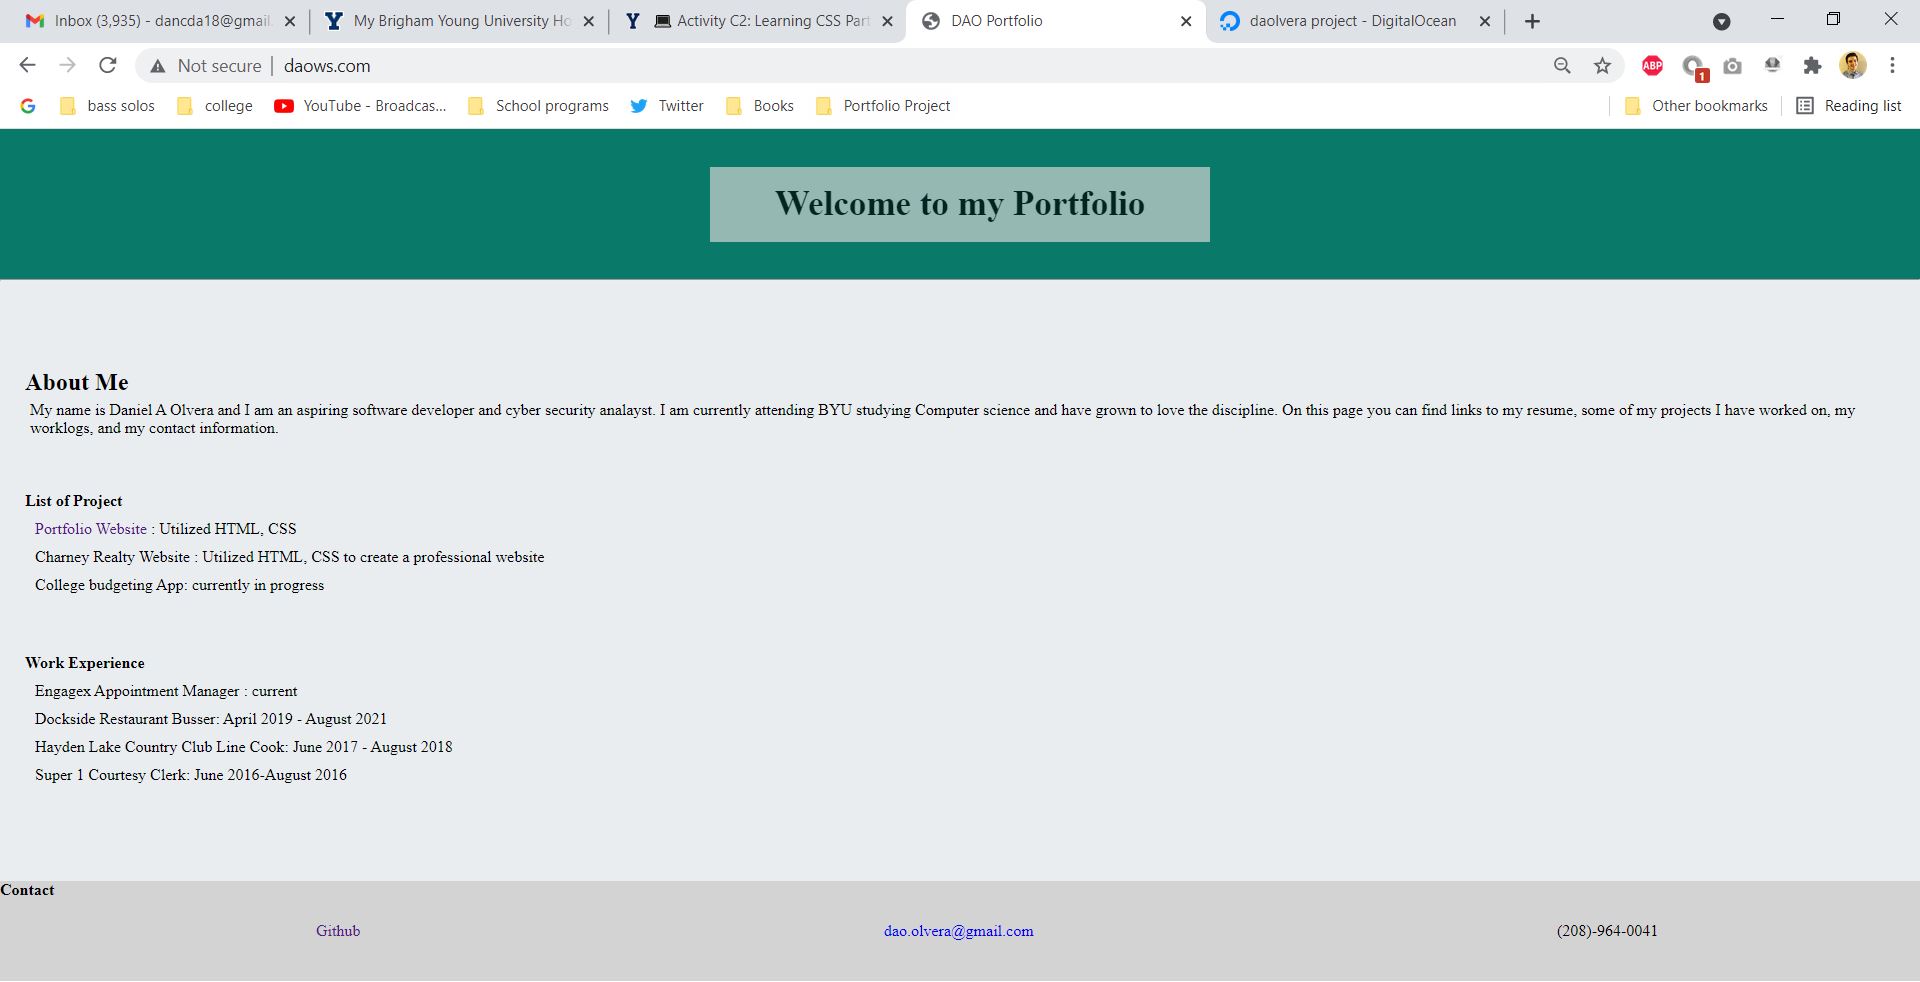 Inbox (3,935) - dancda18@gmail.
My Brigham Young University Ho
Activity C2: Learning CSS Part
DAO Portfolio
daolvera project - DigitalOcean
Not secure
daows.com
ABP
1
bass solos
college
YouTube - Broadcas...
School programs
Twitter
Books
Portfolio Project
Other bookmarks
Reading list
Welcome to my Portfolio
About Me
My name is Daniel A Olvera and I am an aspiring software developer and cyber security analayst. I am currently attending BYU studying Computer science and have grown to love the discipline. On this page you can find links to my resume, some of my projects I have worked on, my
worklogs, and my contact information.
List of Project
Portfolio Website : Utilized HTML, CSS
Charney Realty Website : Utilized HTML, CSS to create a professional website
College budgeting App: currently in progress
Work Experience
Engagex Appointment Manager : current
Dockside Restaurant Busser: April 2019 - August 2021
Hayden Lake Country Club Line Cook: June 2017 - August 2018
Super 1 Courtesy Clerk: June 2016-August 2016
Contact
Github
dao.olvera@gmail.com
(208)-964-0041